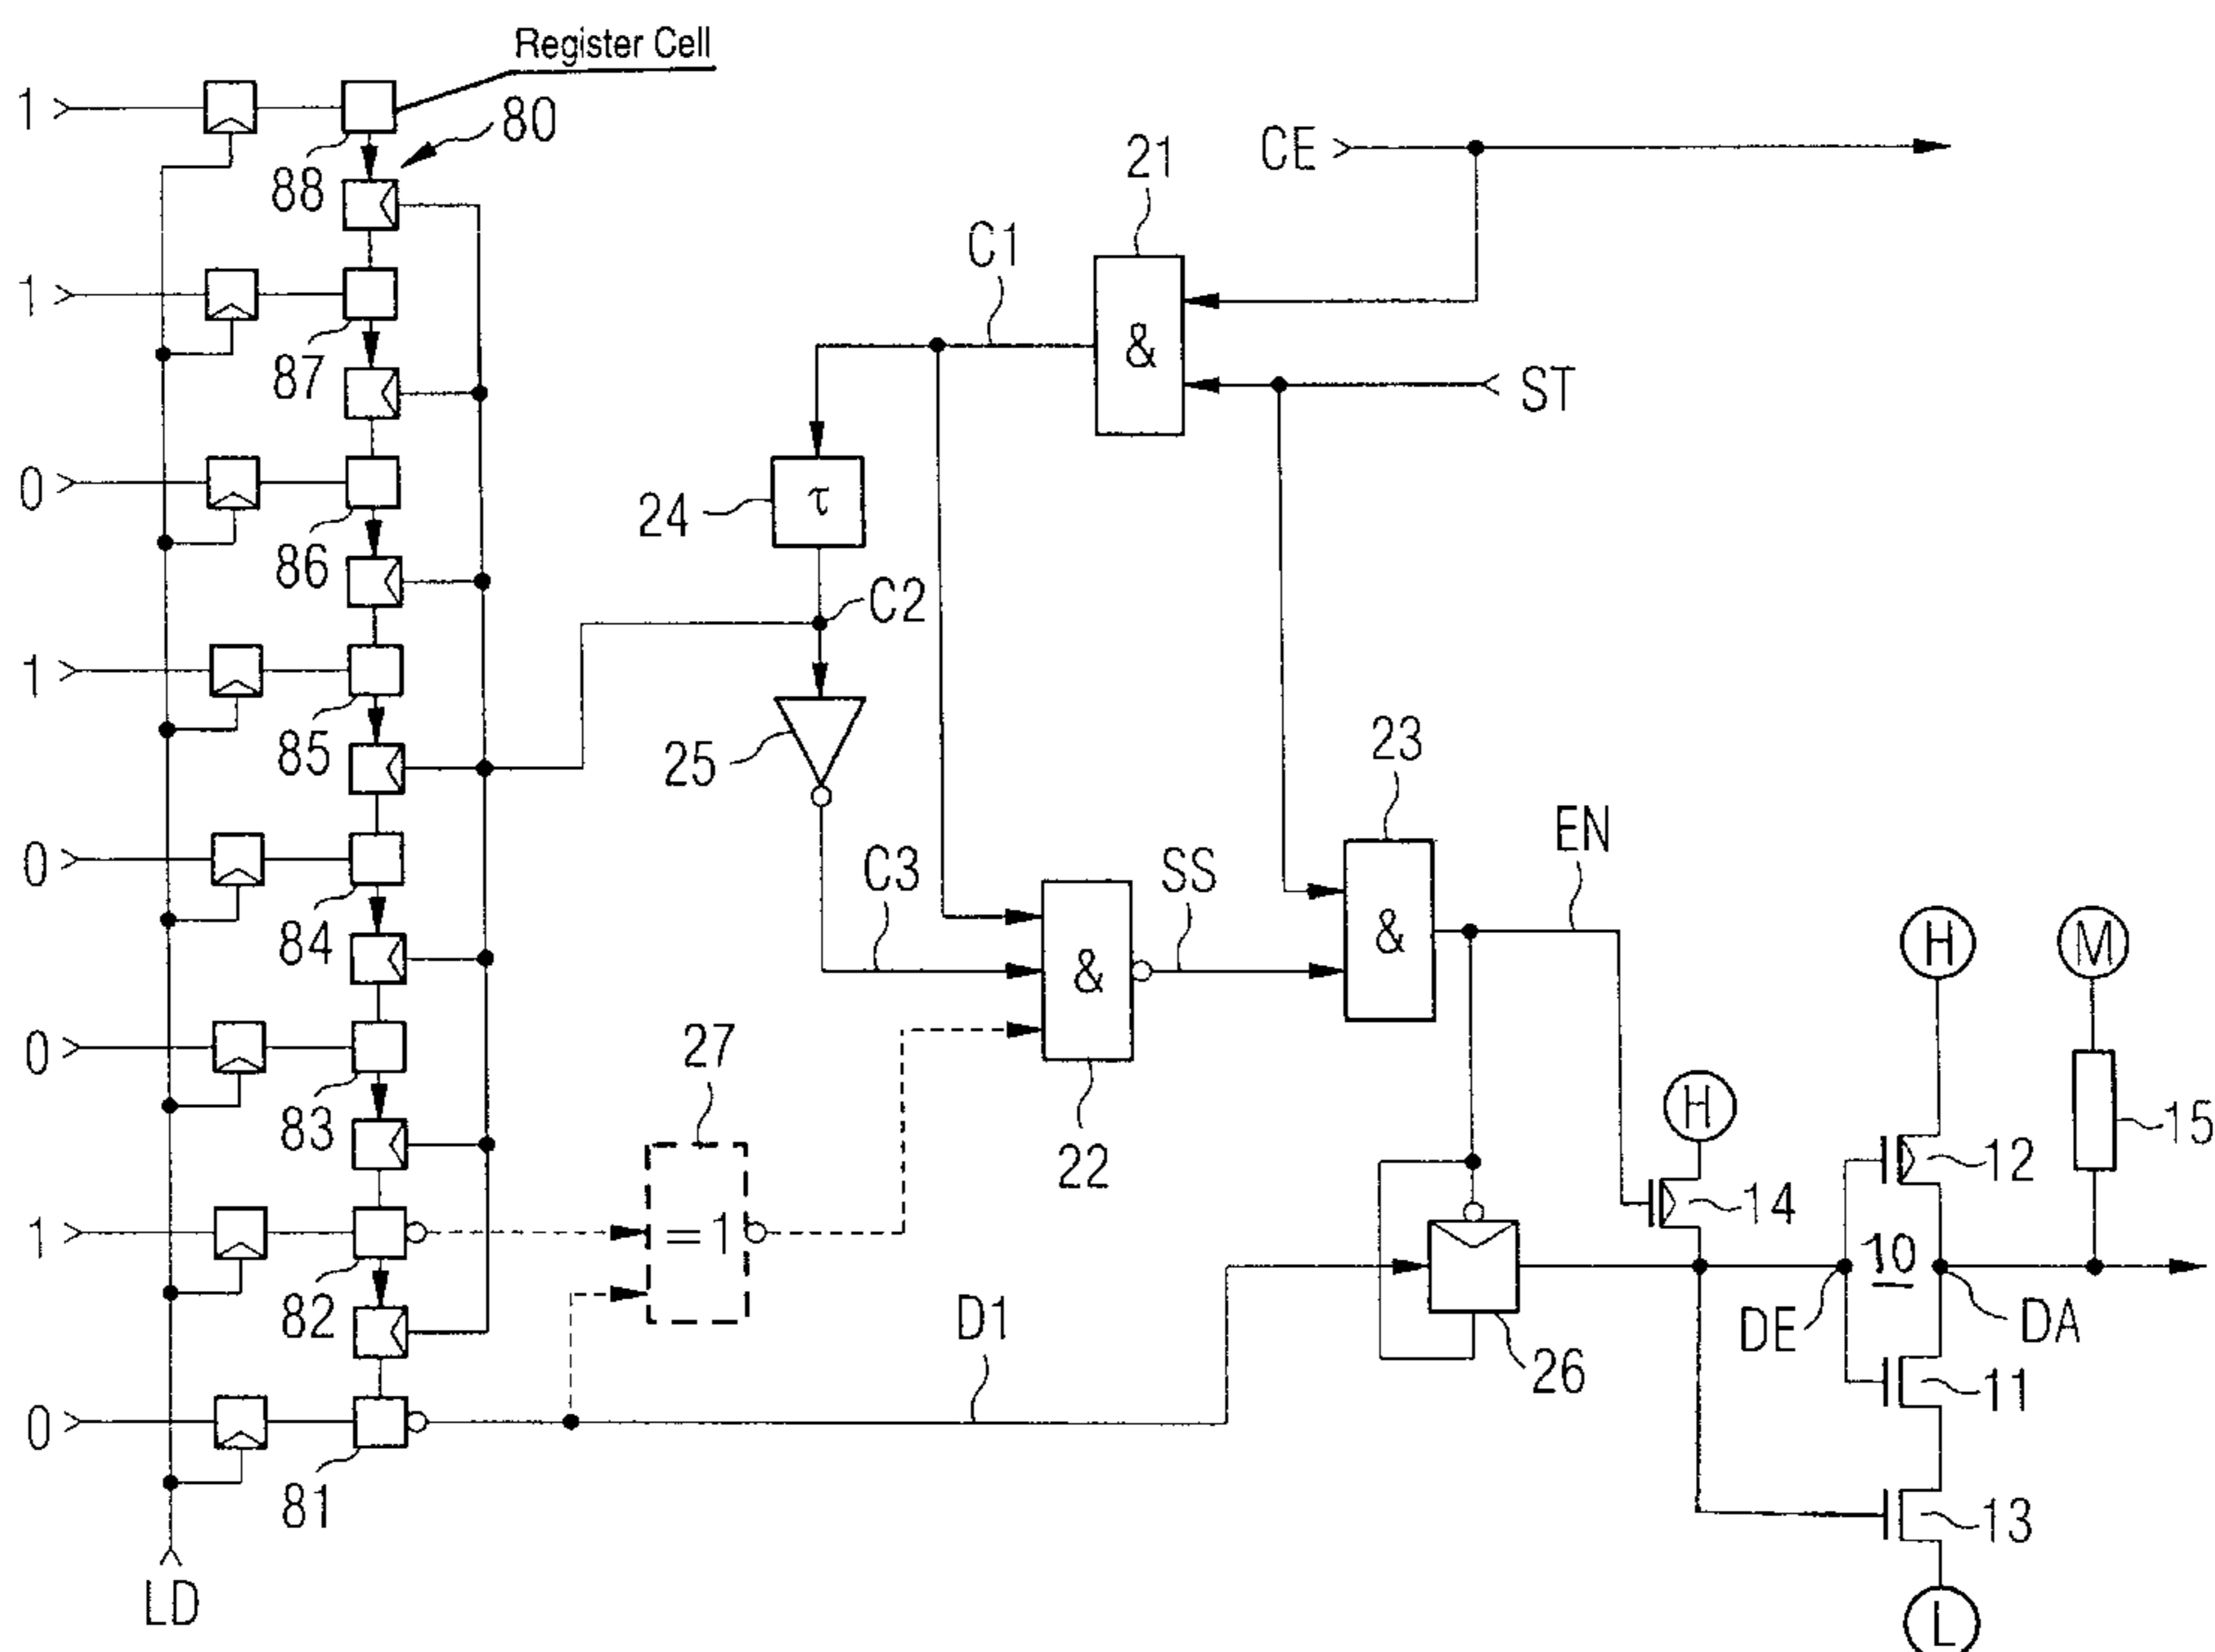 Register Cell
1
80
CE
21
88
C1
1
87
&
ST
0
24
τ
86
C2
1
85
25
23
EN
0
C3
SS
84
&
H
M
&
0
27
H
15
83
22
12
1
=1
14
10
82
D1
DE
DA
26
11
0
81
13
LD
L